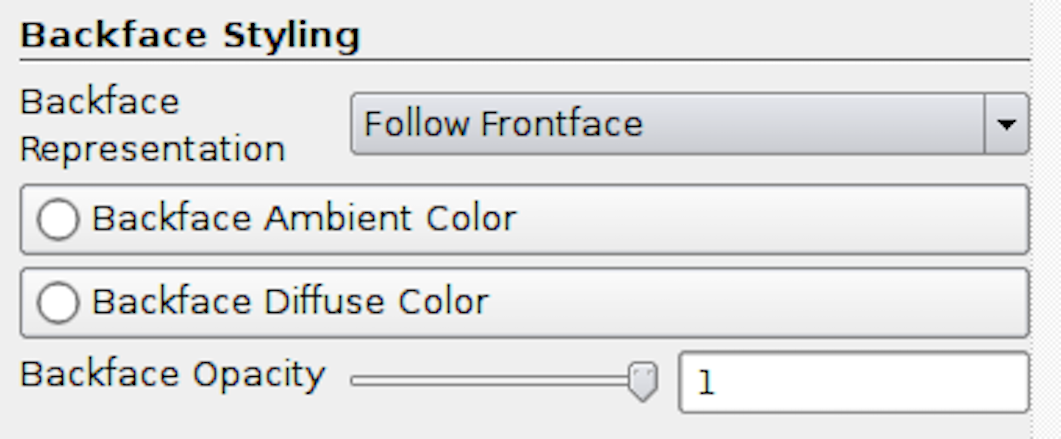 Backface Styling
Backface
Representation
Follow Frontface
Backface Ambient Color
Backface Diffuse Color
Backface Opacity
1